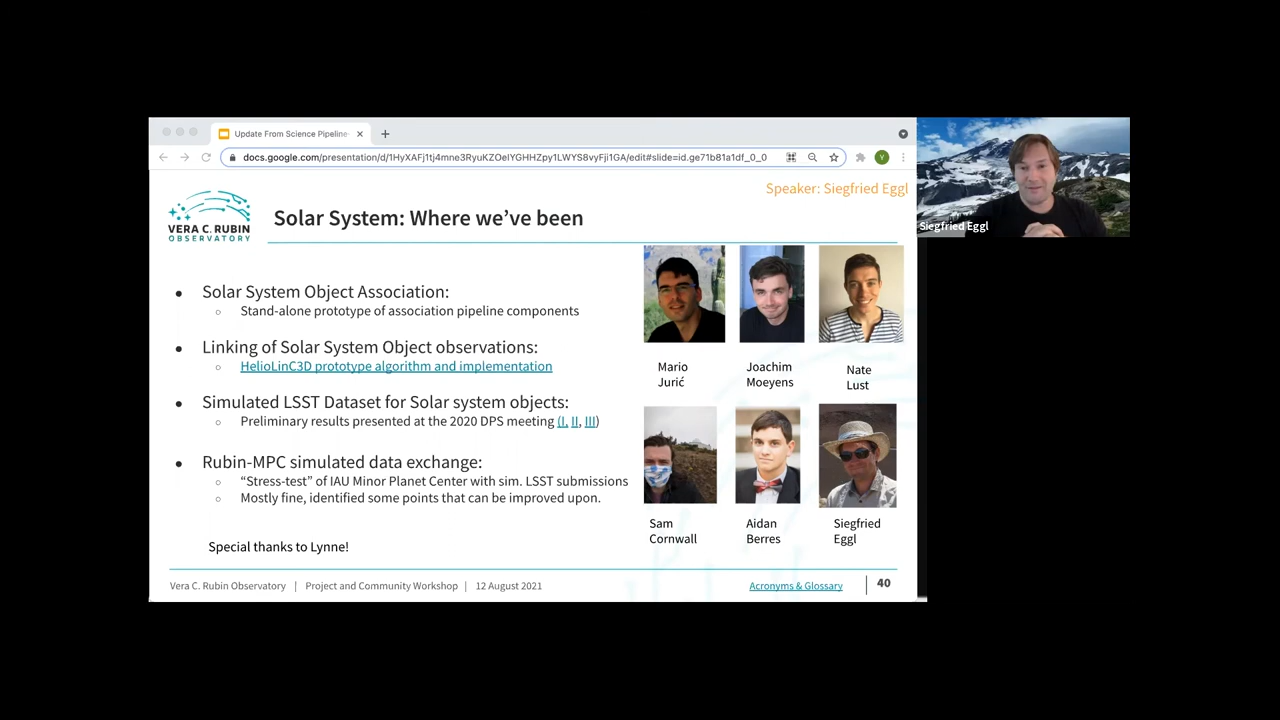 Update From Science Pipeline
docs.google.com/presentation/d/1HyXAFj1tj4mne3RyuKZOeIYGHHZpy1LWYS8vyFji1GA/edit#slide=id.ge71b81a1df_0_0
V
Speaker: Siegfried Eggl
Siegfried Eggl
VERA C. RUBIN
OBSERVATORY
Solar System: Where we’ve been
● Solar System Object Association:
○ Stand-alone prototype of association pipeline components
● Linking of Solar System Object observations:
○ HelioLinC3D prototype algorithm and implementation
● Simulated LSST Dataset for Solar system objects:
○ Preliminary results presented at the 2020 DPS meeting (I, II, III)
● Rubin-MPC simulated data exchange:
○ “Stress-test” of IAU Minor Planet Center with sim. LSST submissions
○ Mostly fine, identified some points that can be improved upon.
Special thanks to Lynne!
Mario
Jurić
Joachim
Moeyens
Nate
Lust
Sam
Cornwall
Aidan
Berres
Siegfried
Eggl
Vera C. Rubin Observatory | Project and Community Workshop | 12 August 2021
Acronyms & Glossary
40